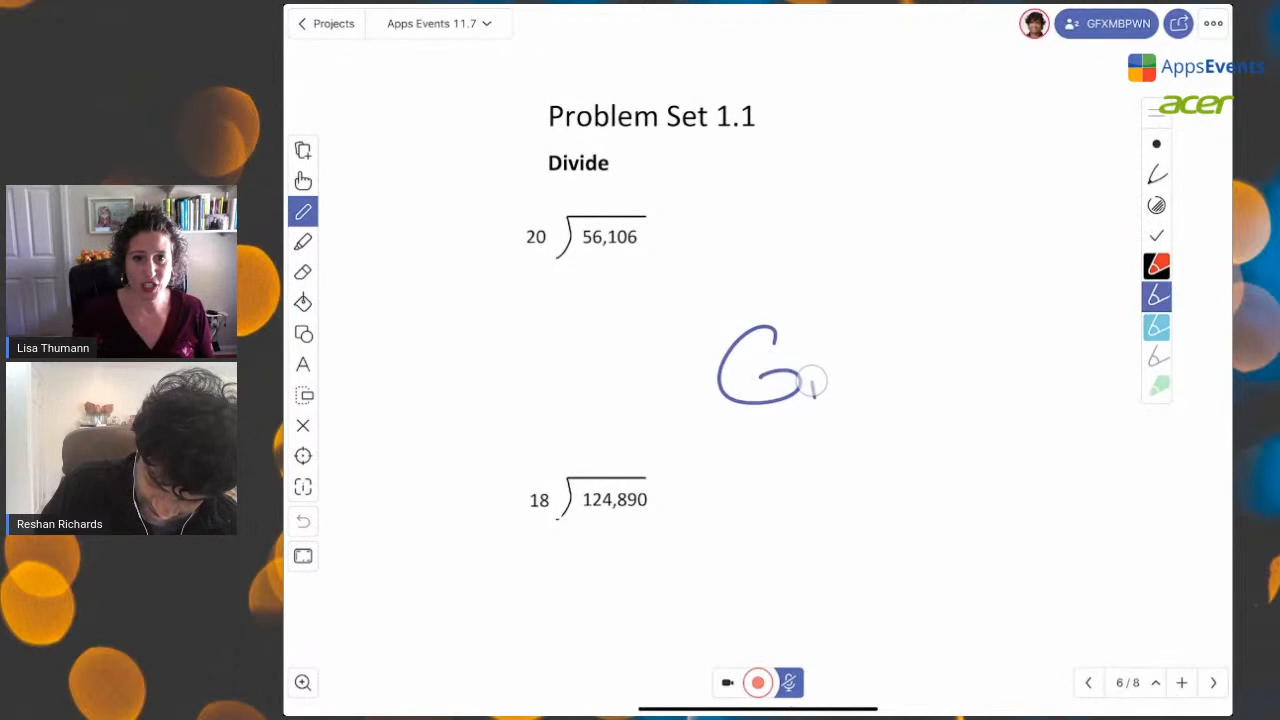 Projects
Apps Events 11.7
GFXMBPWN
AppsEvents
acer
Problem Set 1.1
Divide
20 56,106
G
18 124,890
Lisa Thumann
Reshan Richards
6 / 8